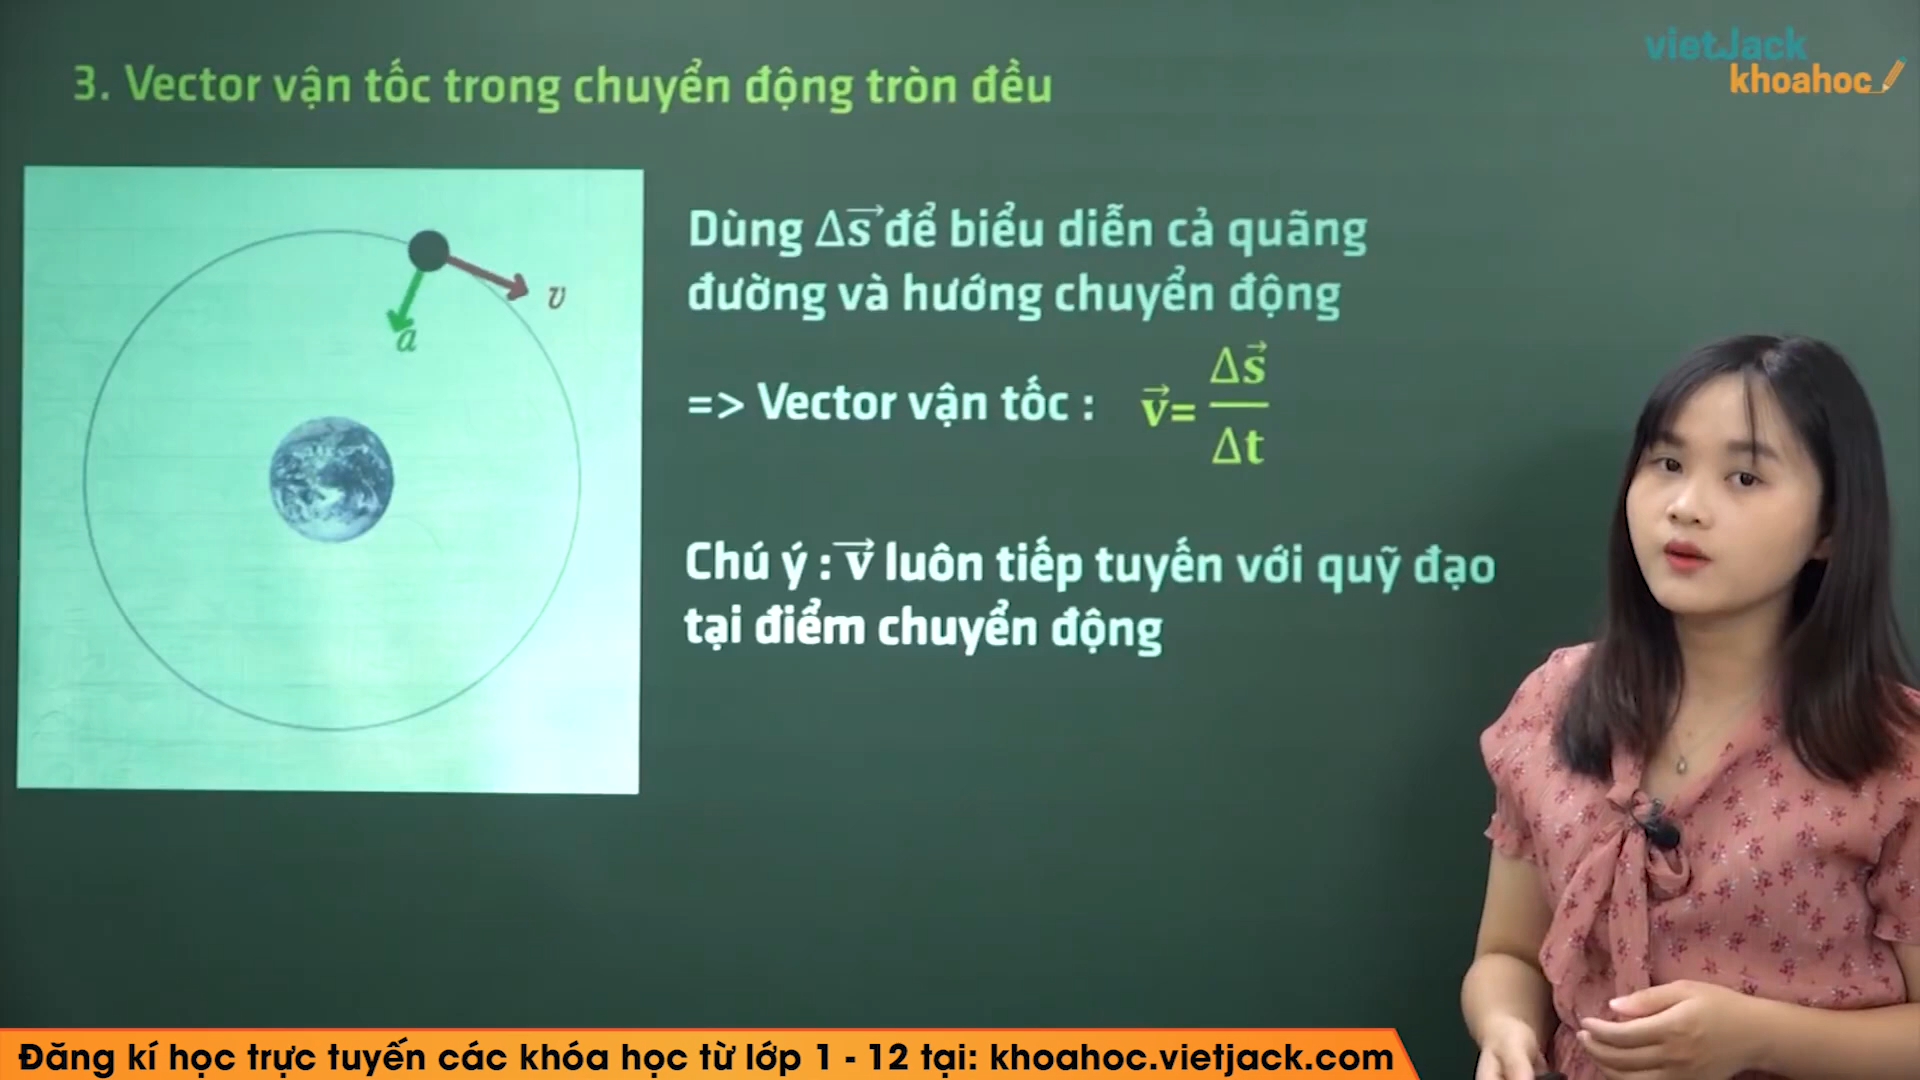 vietJack
khoahoc
3. Vector vận tốc trong chuyển động tròn đều
v
a
Dùng Δs⃗ để biểu diễn cả quãng
đường và hướng chuyển động
=> Vector vận tốc : v⃗ = Δs⃗ / Δt
Chú ý : v⃗ luôn tiếp tuyến với quỹ đạo
tại điểm chuyển động
Đăng kí học trực tuyến các khóa học từ lớp 1 - 12 tại: khoahoc.vietjack.com